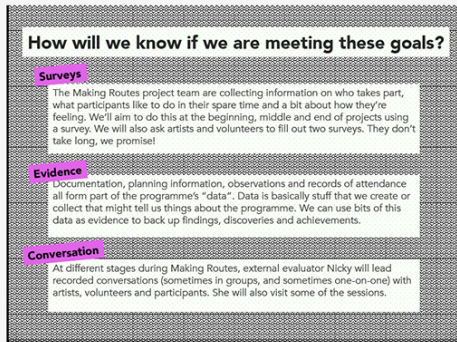 How will we know if we are meeting these goals?
Surveys
The Making Routes project team are collecting information on who takes part,
what participants like to do in their spare time and a bit about how they're
feeling. We'll aim to do this at the beginning, middle and end of projects using
a survey. We will also ask artists and volunteers to fill out two surveys. They don't
take long, we promise!
Evidence
Documentation, planning information, observations and records of attendance
all form part of the programme's "data". Data is basically stuff that we create or
collect that might tell us things about the programme. We can use bits of this
data as evidence to back up findings, discoveries and achievements.
Conversation
At different stages during Making Routes, external evaluator Nicky will lead
recorded conversations (sometimes in groups, and sometimes one-on-one) with
artists, volunteers and participants. She will also visit some of the sessions.